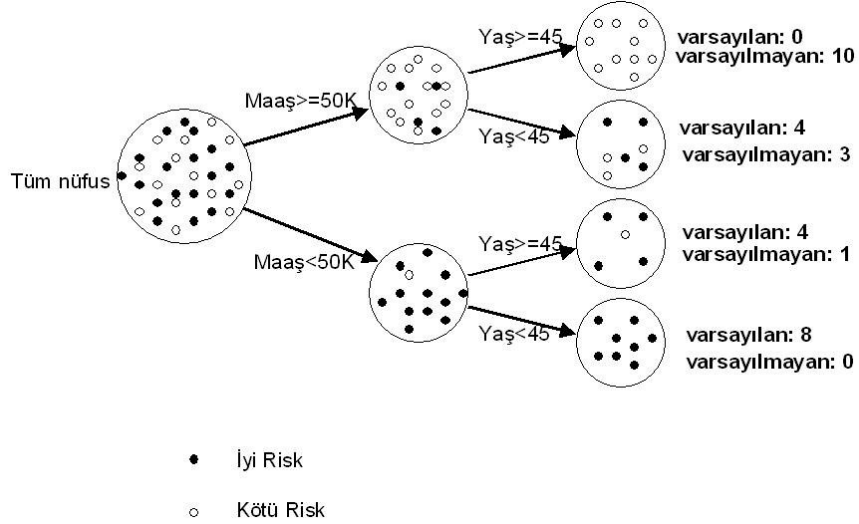 Yaş>=45
varsayılan: 0
varsayılmayan: 10
Maaş>=50K
Yaş<45
varsayılan: 4
varsayılmayan: 3
Tüm nüfus
Maaş<50K
Yaş>=45
varsayılan: 4
varsayılmayan: 1
Yaş<45
varsayılan: 8
varsayılmayan: 0
İyi Risk
Kötü Risk